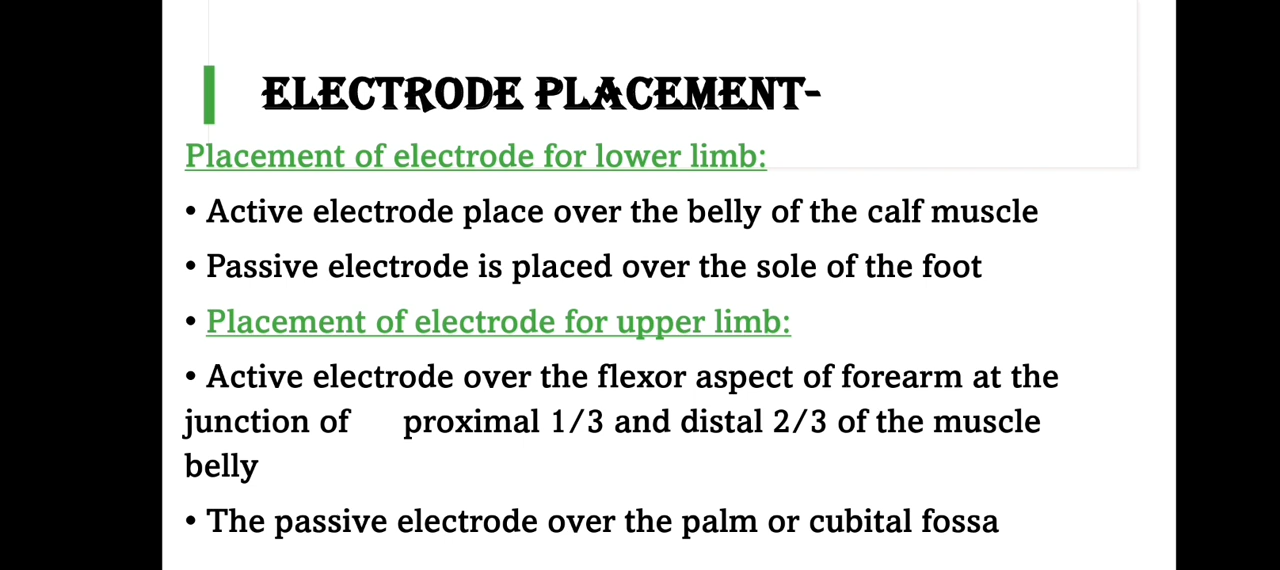 ELECTRODE PLACEMENT-
Placement of electrode for lower limb:
• Active electrode place over the belly of the calf muscle
• Passive electrode is placed over the sole of the foot
• Placement of electrode for upper limb:
• Active electrode over the flexor aspect of forearm at the
junction of proximal 1/3 and distal 2/3 of the muscle
belly
• The passive electrode over the palm or cubital fossa